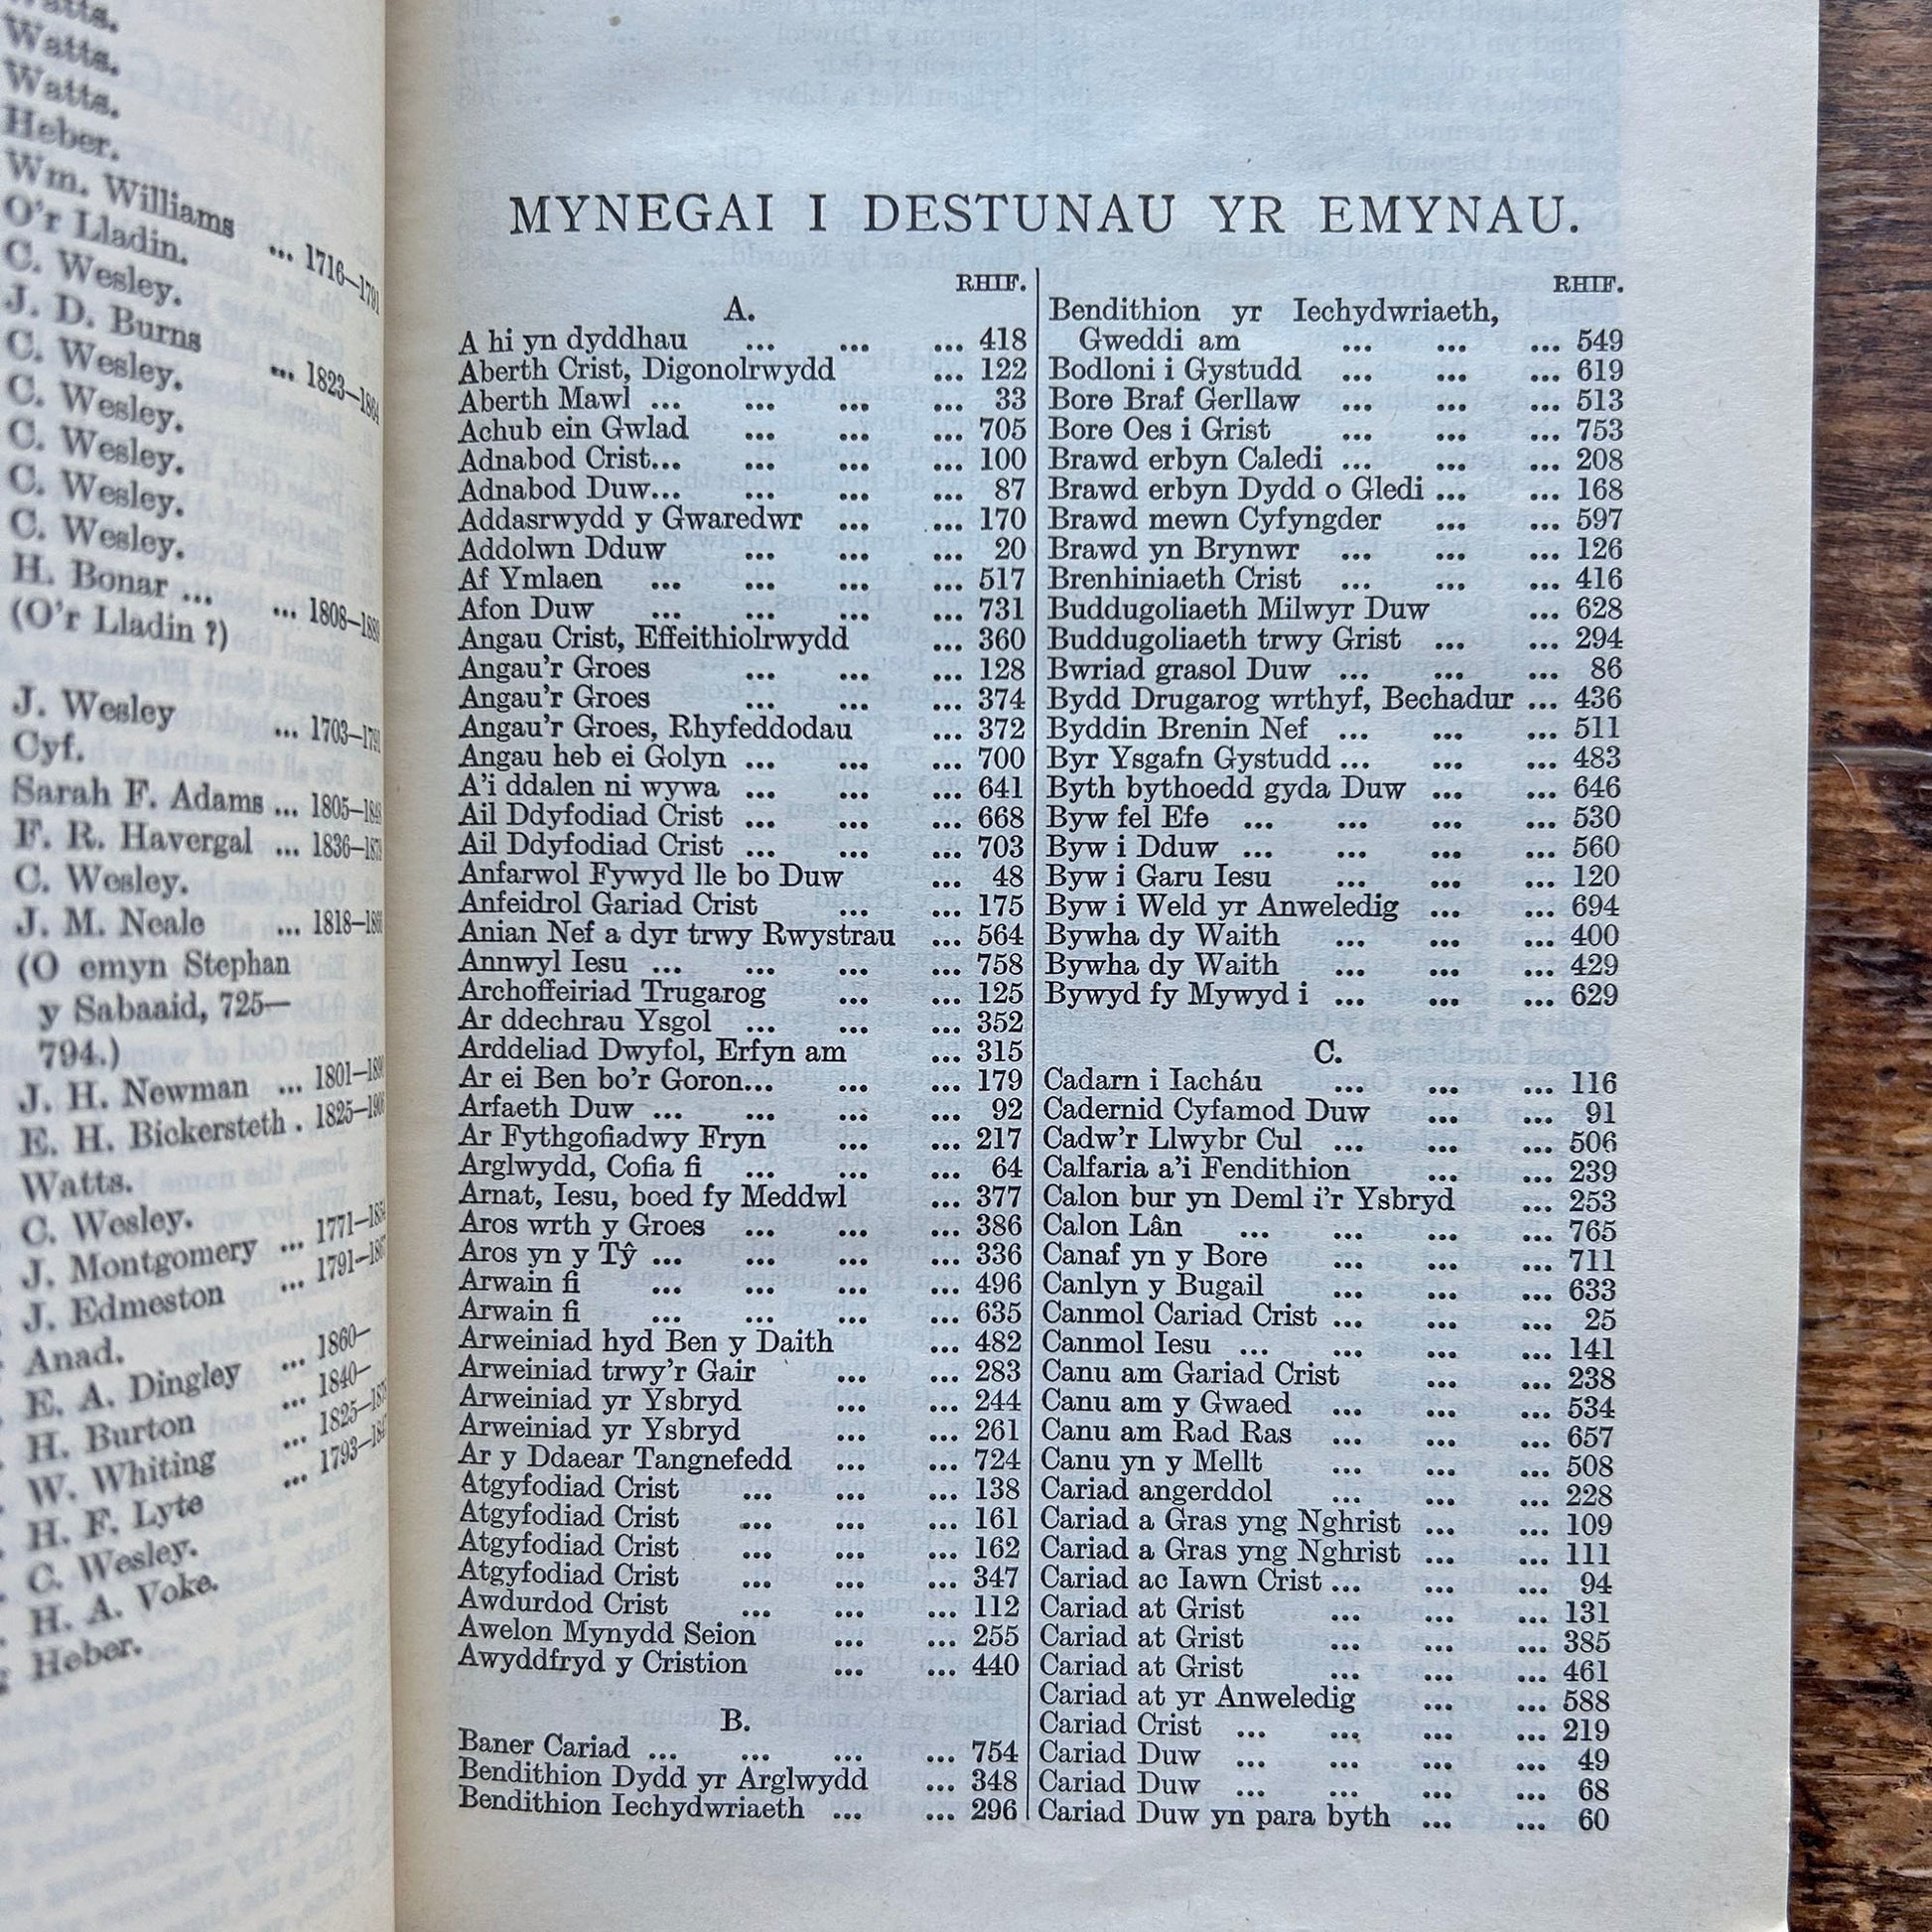 Watts.
Watts.
Watts.
Heber.
Wm. Williams ... 1716–1791
O'r Lladin.
C. Wesley.
J. D. Burns ... 1823–1864
C. Wesley.
C. Wesley.
C. Wesley.
C. Wesley.
C. Wesley.
H. Bonar ... ... 1808–1889
(O'r Lladin ?)
J. Wesley ... 1703–1791
Cyf.
Sarah F. Adams ... 1805–1848
F. R. Havergal ... 1836–1879
C. Wesley.
J. M. Neale ... 1818–1866
(O emyn Stephan
y Sabaaid, 725—
794.)
J. H. Newman ... 1801–1890
E. H. Bickersteth . 1825–1906
Watts.
C. Wesley.
J. Montgomery ... 1771–1854
J. Edmeston ... 1791–1867
Anad.
E. A. Dingley ... 1860–
H. Burton ... 1840–
W. Whiting ... 1825–1878
H. F. Lyte ... 1793–1847
C. Wesley.
H. A. Voke.
Heber.
MYNEGAI I DESTUNAU YR EMYNAU.
RHIF.
A.
A hi yn dyddhau ... ... ... 418
Aberth Crist, Digonolrwydd ... 122
Aberth Mawl ... ... ... ... 33
Achub ein Gwlad ... ... ... 705
Adnabod Crist... ... ... ... 100
Adnabod Duw... ... ... ... 87
Addasrwydd y Gwaredwr ... ... 170
Addolwn Dduw ... ... ... 20
Af Ymlaen ... ... ... ... 517
Afon Duw ... ... ... ... 731
Angau Crist, Effeithiolrwydd ... 360
Angau'r Groes ... ... ... 128
Angau'r Groes ... ... ... 374
Angau'r Groes, Rhyfeddodau ... 372
Angau heb ei Golyn ... ... ... 700
A'i ddalen ni wywa ... ... ... 641
Ail Ddyfodiad Crist ... ... ... 668
Ail Ddyfodiad Crist ... ... ... 703
Anfarwol Fywyd lle bo Duw ... 48
Anfeidrol Gariad Crist ... ... 175
Anian Nef a dyr trwy Rwystrau ... 564
Annwyl Iesu ... ... ... ... 758
Archoffeiriad Trugarog ... ... 125
Ar ddechrau Ysgol ... ... ... 352
Arddeliad Dwyfol, Erfyn am ... 315
Ar ei Ben bo'r Goron... ... ... 179
Arfaeth Duw ... ... ... ... 92
Ar Fythgofiadwy Fryn ... ... 217
Arglwydd, Cofia fi ... ... ... 64
Arnat, Iesu, boed fy Meddwl ... 377
Aros wrth y Groes ... ... ... 386
Aros yn y Tŷ ... ... ... ... 336
Arwain fi ... ... ... ... 496
Arwain fi ... ... ... ... 635
Arweiniad hyd Ben y Daith ... 482
Arweiniad trwy'r Gair ... ... 283
Arweiniad yr Ysbryd ... ... 244
Arweiniad yr Ysbryd ... ... 261
Ar y Ddaear Tangnefedd ... ... 724
Atgyfodiad Crist ... ... ... 138
Atgyfodiad Crist ... ... ... 161
Atgyfodiad Crist ... ... ... 162
Atgyfodiad Crist ... ... ... 347
Awdurdod Crist ... ... ... 112
Awelon Mynydd Seion ... ... 255
Awyddfryd y Cristion ... ... 440
B.
Baner Cariad ... ... ... ... 754
Bendithion Dydd yr Arglwydd ... 348
Bendithion Iechydwriaeth ... ... 296
RHIF.
Bendithion yr Iechydwriaeth,
Gweddi am ... ... ... 549
Bodloni i Gystudd ... ... ... 619
Bore Braf Gerllaw ... ... ... 513
Bore Oes i Grist ... ... ... 753
Brawd erbyn Caledi ... ... ... 208
Brawd erbyn Dydd o Gledi ... ... 168
Brawd mewn Cyfyngder ... ... 597
Brawd yn Brynwr ... ... ... 126
Brenhiniaeth Crist ... ... ... 416
Buddugoliaeth Milwyr Duw ... 628
Buddugoliaeth trwy Grist ... ... 294
Bwriad grasol Duw ... ... ... 86
Bydd Drugarog wrthyf, Bechadur ... 436
Byddin Brenin Nef ... ... ... 511
Byr Ysgafn Gystudd ... ... ... 483
Byth bythoedd gyda Duw ... ... 646
Byw fel Efe ... ... ... ... 530
Byw i Dduw ... ... ... ... 560
Byw i Garu Iesu ... ... ... 120
Byw i Weld yr Anweledig ... ... 694
Bywha dy Waith ... ... ... 400
Bywha dy Waith ... ... ... 429
Bywyd fy Mywyd i ... ... ... 629
C.
Cadarn i Iacháu ... ... ... 116
Cadernid Cyfamod Duw ... ... 91
Cadw'r Llwybr Cul ... ... ... 506
Calfaria a'i Fendithion ... ... 239
Calon bur yn Deml i'r Ysbryd ... 253
Calon Lân ... ... ... ... 765
Canaf yn y Bore ... ... ... 711
Canlyn y Bugail ... ... ... 633
Canmol Cariad Crist ... ... ... 25
Canmol Iesu ... ... ... ... 141
Canu am Gariad Crist ... ... 238
Canu am y Gwaed ... ... ... 534
Canu am Rad Ras ... ... ... 657
Canu yn y Mellt ... ... ... 508
Cariad angerddol ... ... ... 228
Cariad a Gras yng Nghrist ... ... 109
Cariad a Gras yng Nghrist ... ... 111
Cariad ac Iawn Crist ... ... ... 94
Cariad at Grist ... ... ... 131
Cariad at Grist ... ... ... 385
Cariad at Grist ... ... ... 461
Cariad at yr Anweledig ... ... 588
Cariad Crist ... ... ... ... 219
Cariad Duw ... ... ... ... 49
Cariad Duw ... ... ... ... 68
Cariad Duw yn para byth ... ... 60